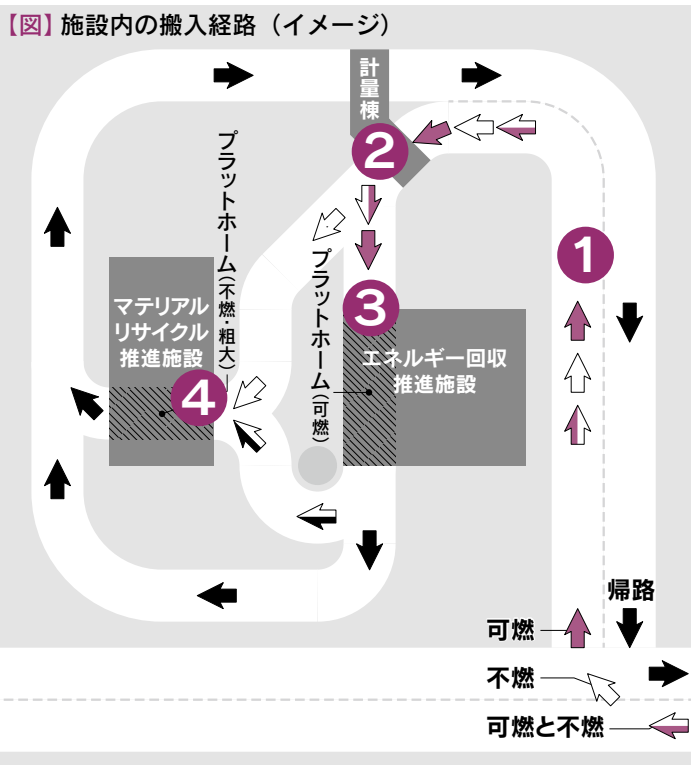 【図】施設内の搬入経路（イメージ）
計量棟
2
1
プラットホーム(不燃・粗大)
プラットホーム(可燃)
3
マテリアル
リサイクル
推進施設
エネルギー回収
推進施設
4
帰路
可燃
不燃
可燃と不燃